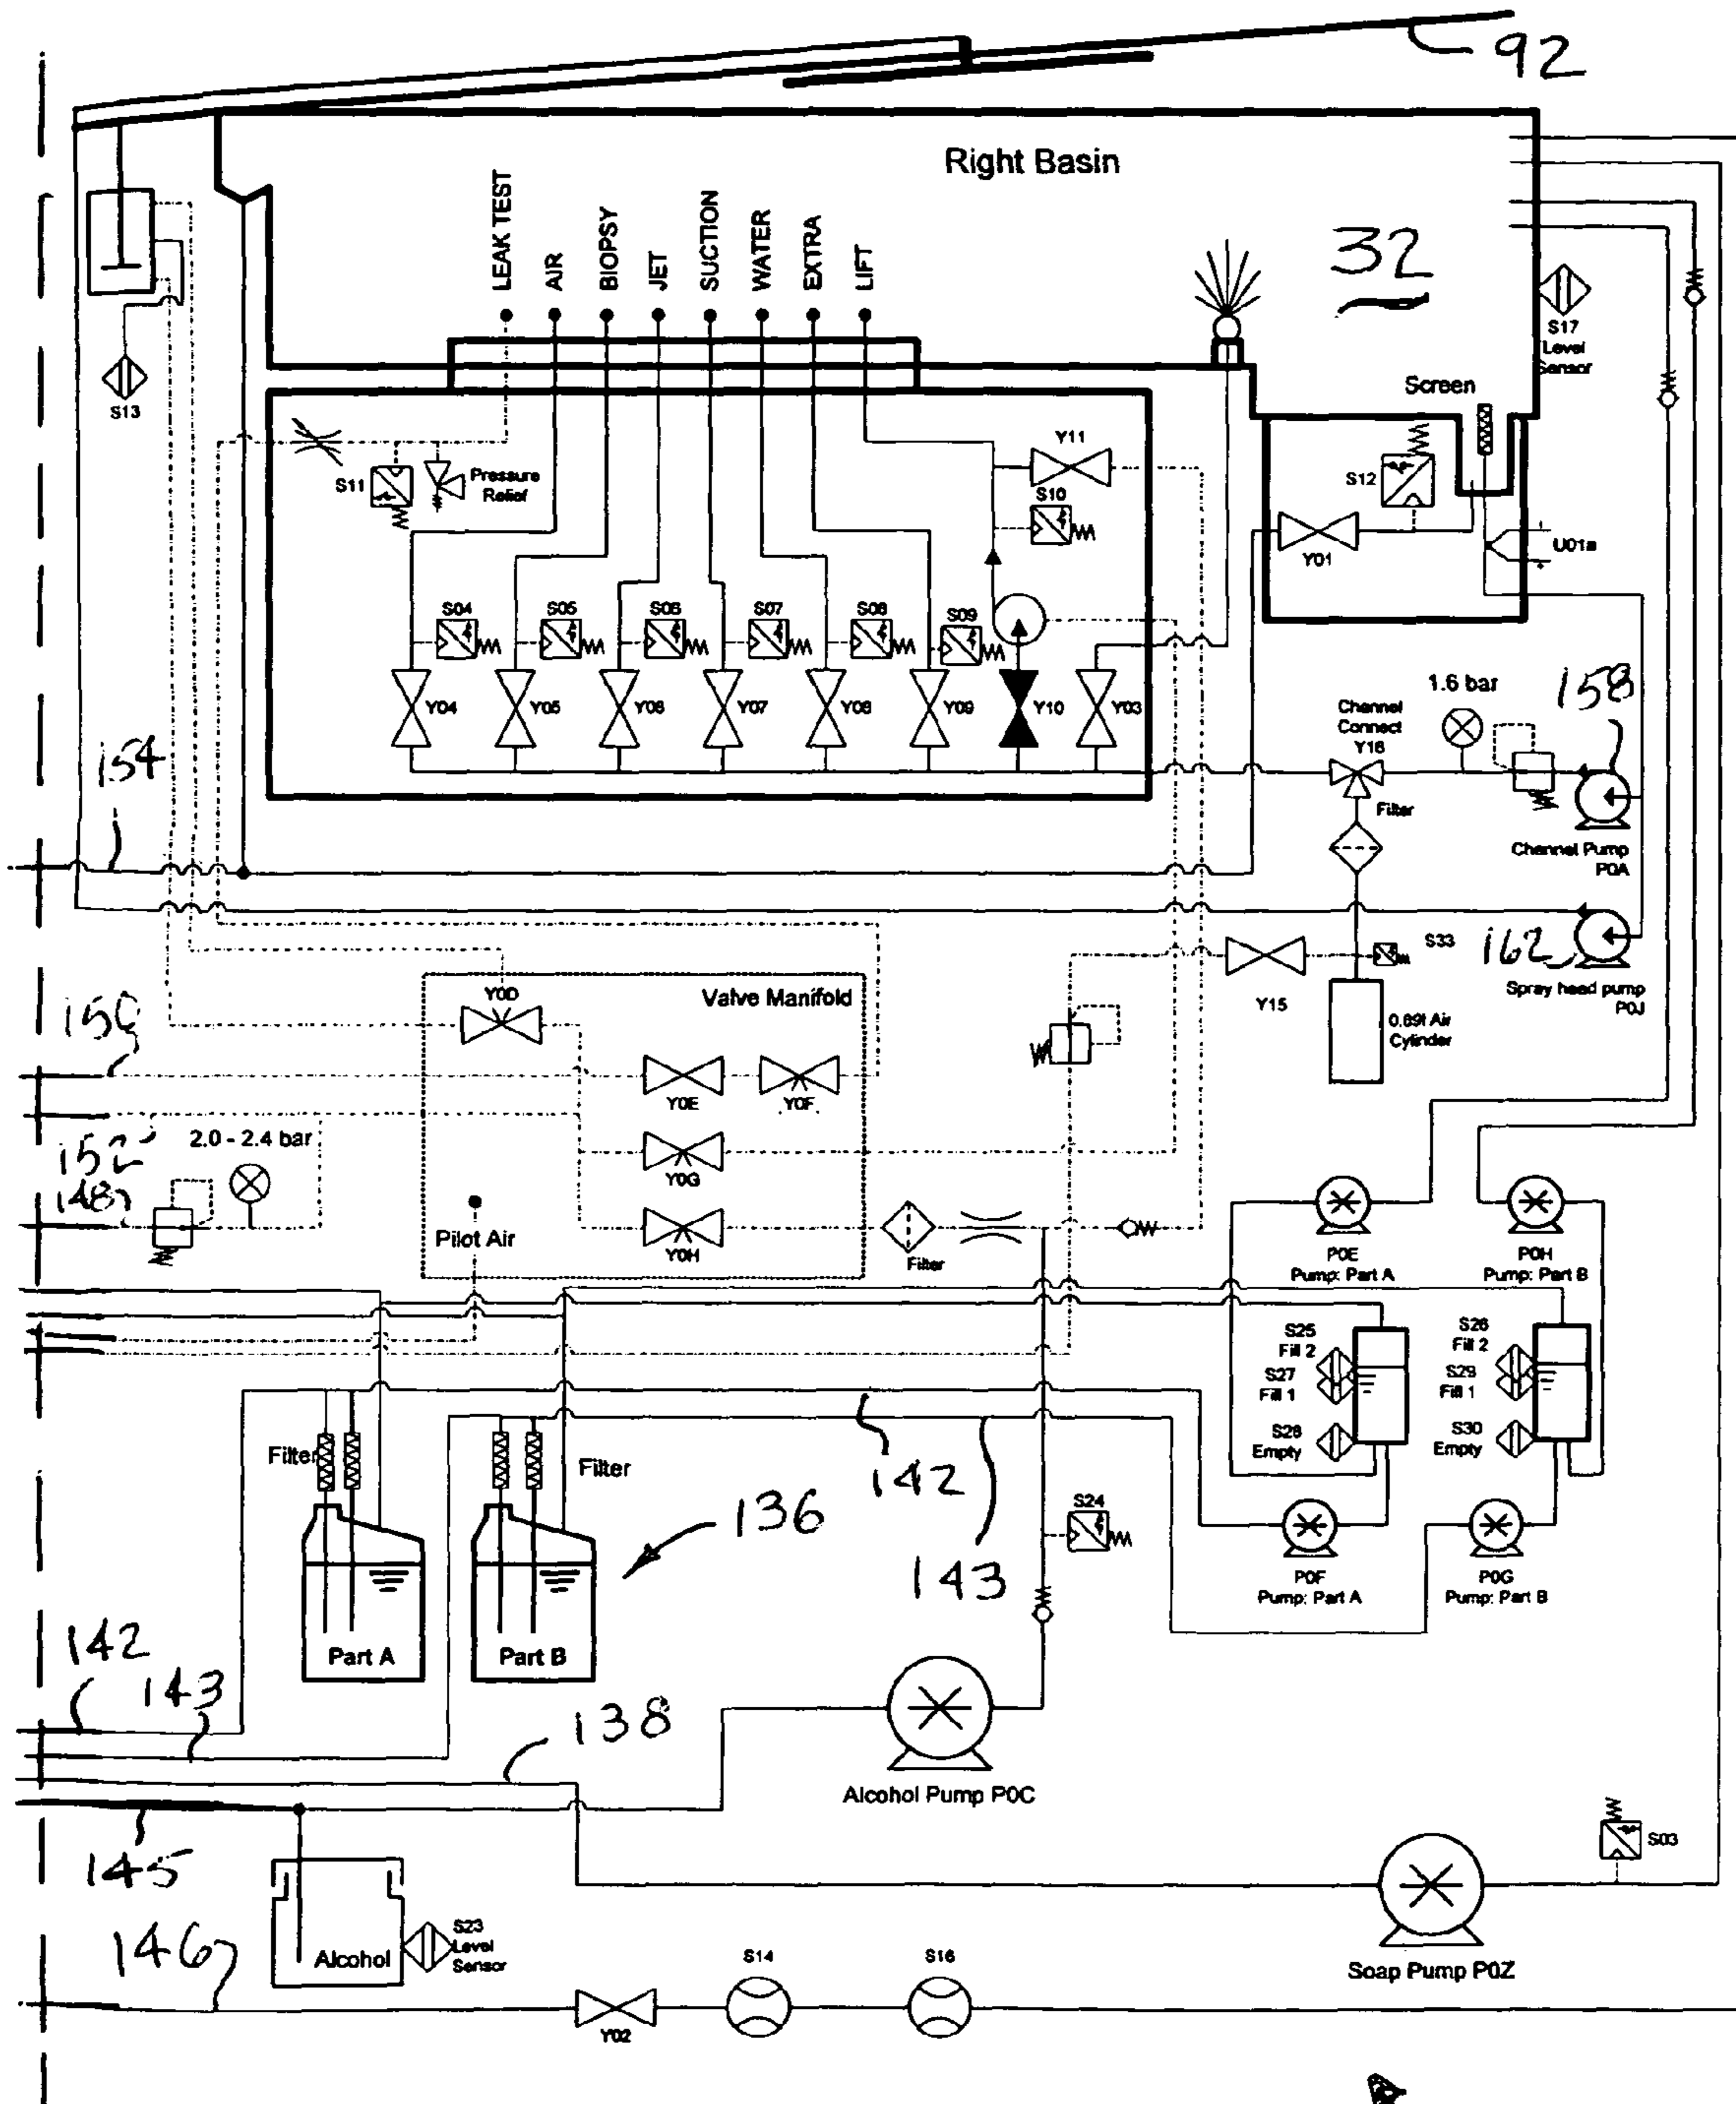 92
Right Basin
LEAK TEST
AIR
BIOPSY
JET
SUCTION
WATER
EXTRA
LIFT
32
S17
Level
Sensor
S13
Screen
S11
Pressure
Relief
Y11
S10
S12
Y01
U01a
S04
S05
S06
S07
S08
S09
Y04
Y05
Y06
Y07
Y08
Y09
Y10
Y03
Channel
Connect
Y16
1.6 bar
158
154
Filter
Channel Pump
P0A
162
Spray head pump
P0J
S33
Y15
0.89l Air
Cylinder
Valve Manifold
Y0D
Y0E
Y0F
Y0G
Y0H
Pilot Air
Filter
2.0 - 2.4 bar
152
148
P0E
Pump: Part A
P0H
Pump: Part B
S25
Fill 2
S27
Fill 1
S28
Empty
S26
Fill 2
S29
Fill 1
S30
Empty
Filter
Filter
142
143
136
S24
P0F
Pump: Part A
P0G
Pump: Part B
Part A
Part B
142
143
138
Alcohol Pump P0C
145
Alcohol
S23
Level
Sensor
S03
Soap Pump P0Z
146
Y02
S14
S16